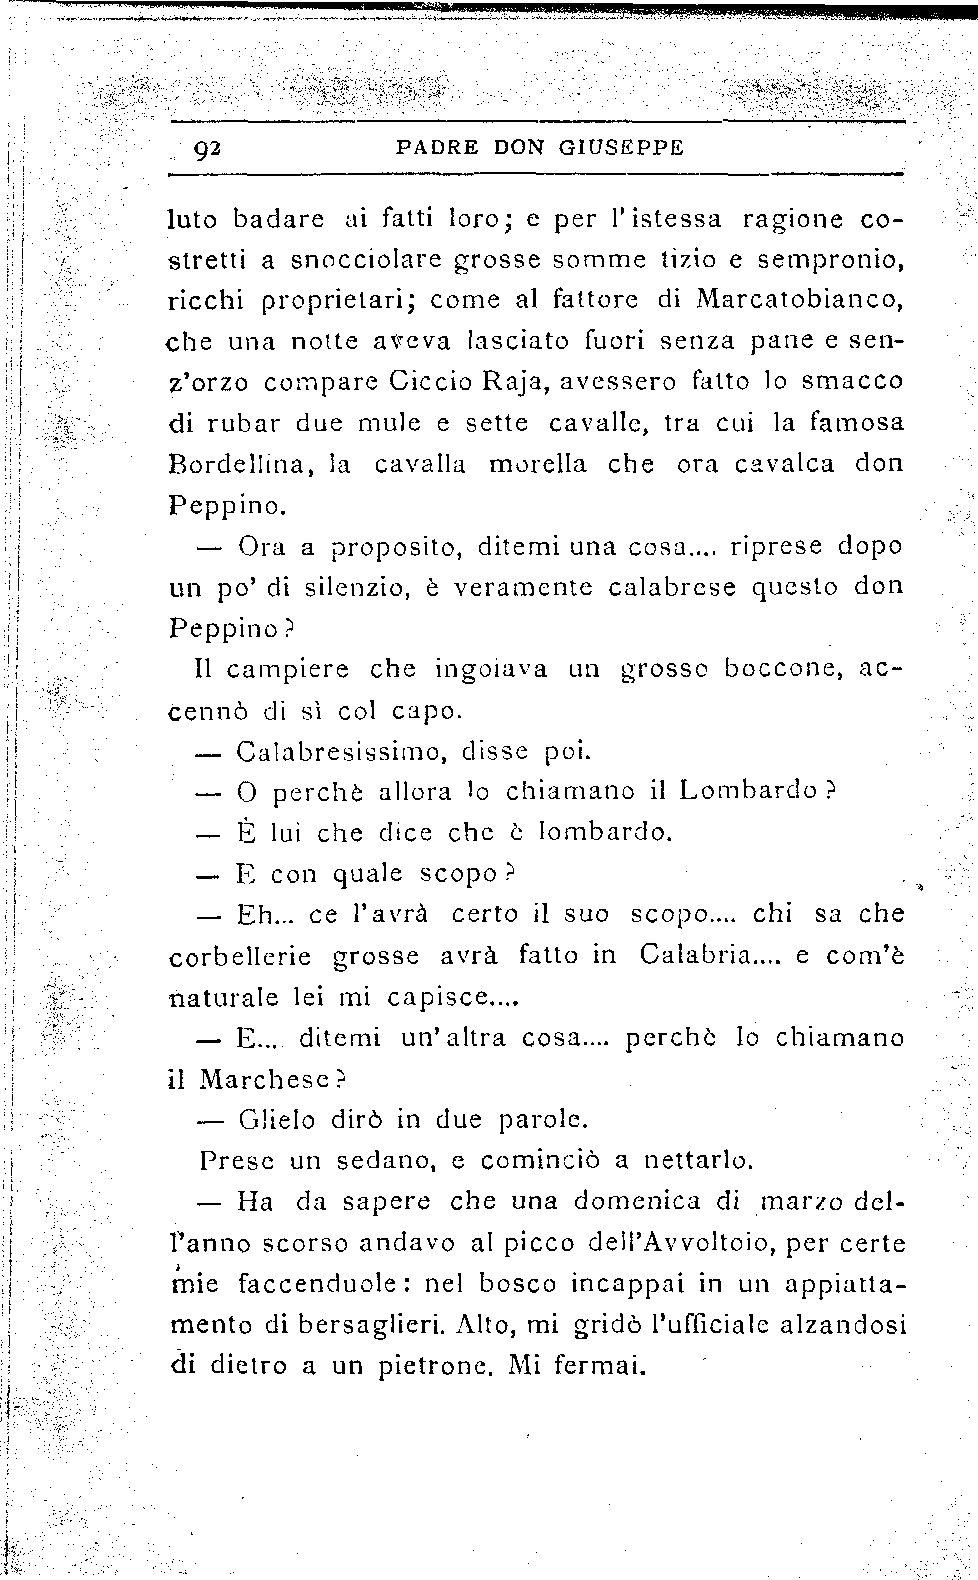 92 PADRE DON GIUSEPPE
luto badare ai fatti loro; e per l'istessa ragione co-
stretti a snocciolare grosse somme tizio e sempronio,
ricchi proprietari; come al fattore di Marcatobianco,
che una notte aveva lasciato fuori senza pane e sen-
z'orzo compare Ciccio Raja, avessero fatto lo smacco
di rubar due mule e sette cavalle, tra cui la famosa
Bordellina, la cavalla morella che ora cavalca don
Peppino.
— Ora a proposito, ditemi una cosa.... riprese dopo
un po' di silenzio, è veramente calabrese questo don
Peppino?
Il campiere che ingoiava un grosso boccone, ac-
cennò di sì col capo.
— Calabresissimo, disse poi.
— O perchè allora lo chiamano il Lombardo?
— È lui che dice che è lombardo.
— E con quale scopo?
— Eh... ce l'avrà certo il suo scopo.... chi sa che
corbellerie grosse avrà fatto in Calabria.... e com'è
naturale lei mi capisce....
— E... ditemi un'altra cosa.... perchè lo chiamano
il Marchese?
— Glielo dirò in due parole.
Prese un sedano, e cominciò a nettarlo.
— Ha da sapere che una domenica di marzo del-
l'anno scorso andavo al picco dell'Avvoltoio, per certe
mie faccenduole: nel bosco incappai in un appiatta-
mento di bersaglieri. Alto, mi gridò l'ufficiale alzandosi
di dietro a un pietrone. Mi fermai.